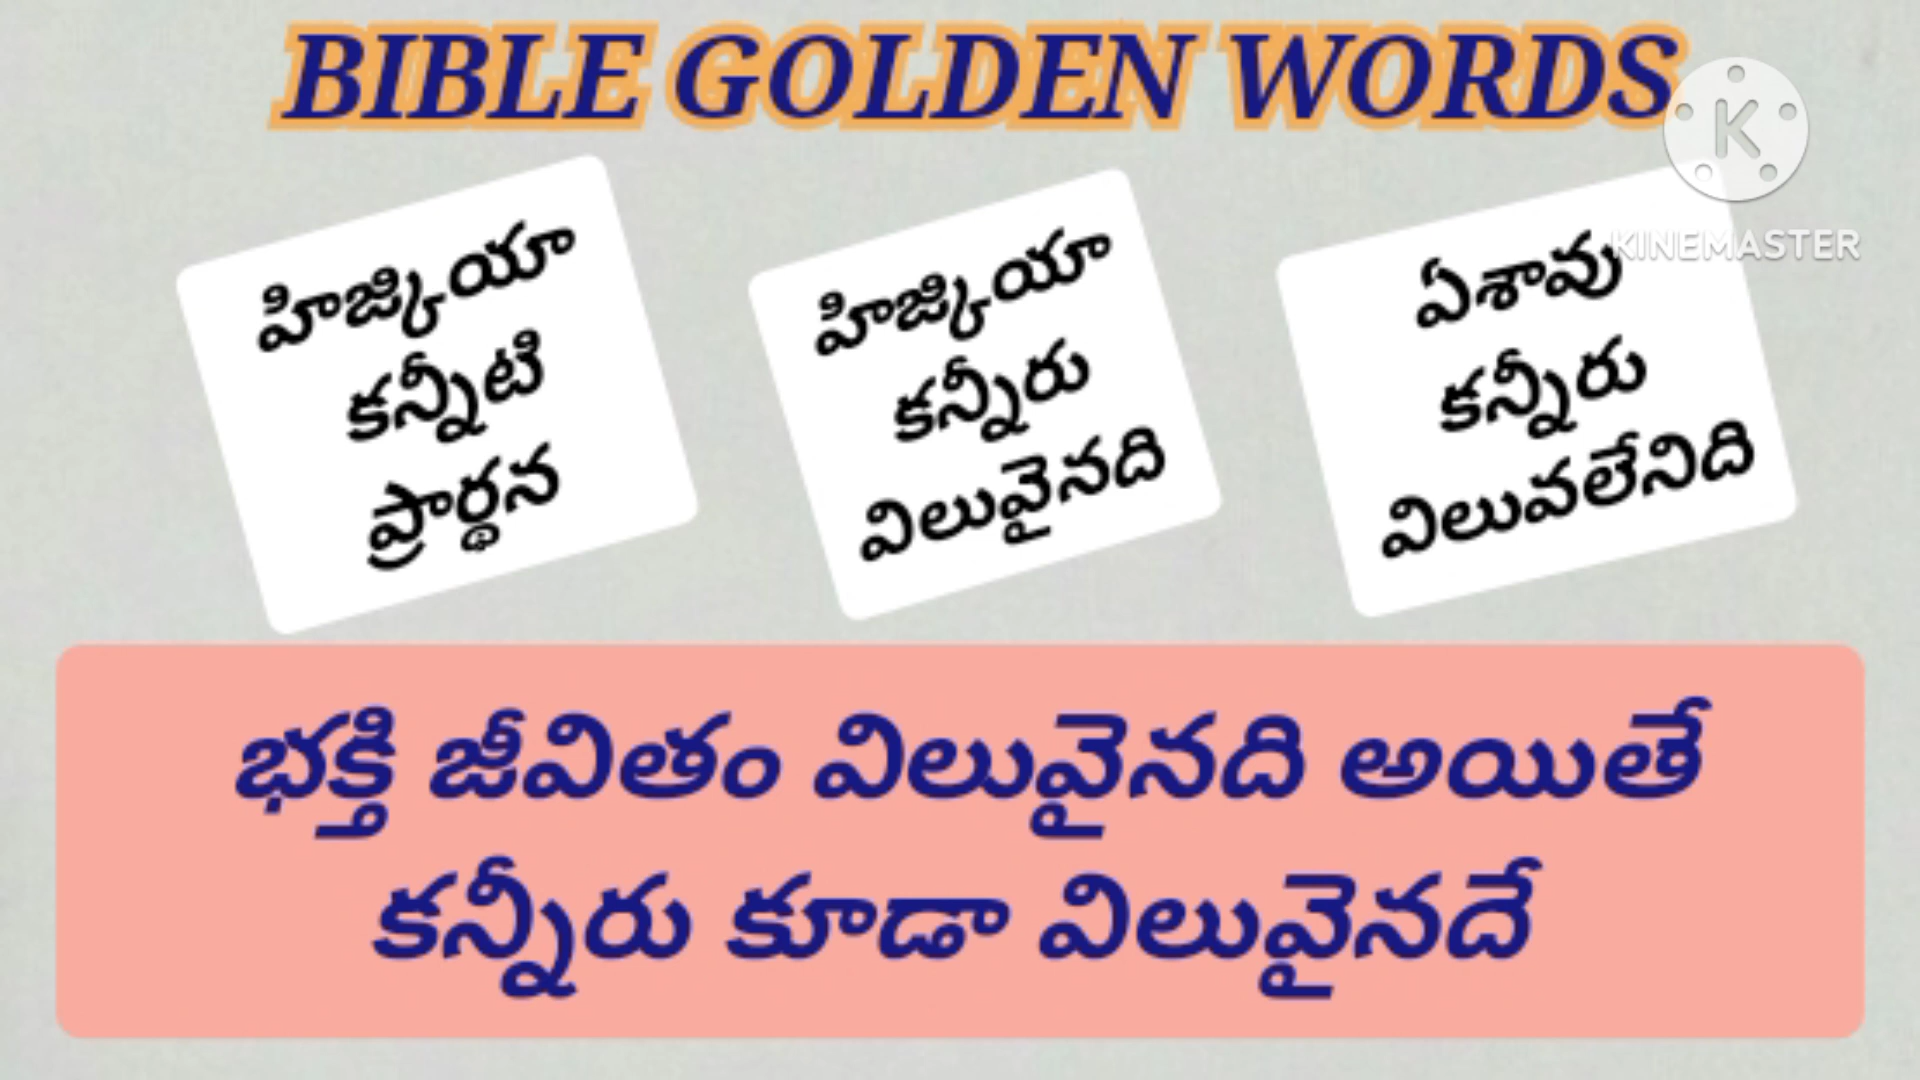 BIBLE GOLDEN WORDS
K
KINEMASTER
హిజ్కియా
కన్నీటి
ప్రార్థన
హిజ్కియా
కన్నీరు
విలువైనది
ఏశావు
కన్నీరు
విలువలేనిది
భక్తి జీవితం విలువైనది అయితే
కన్నీరు కూడా విలువైనదే